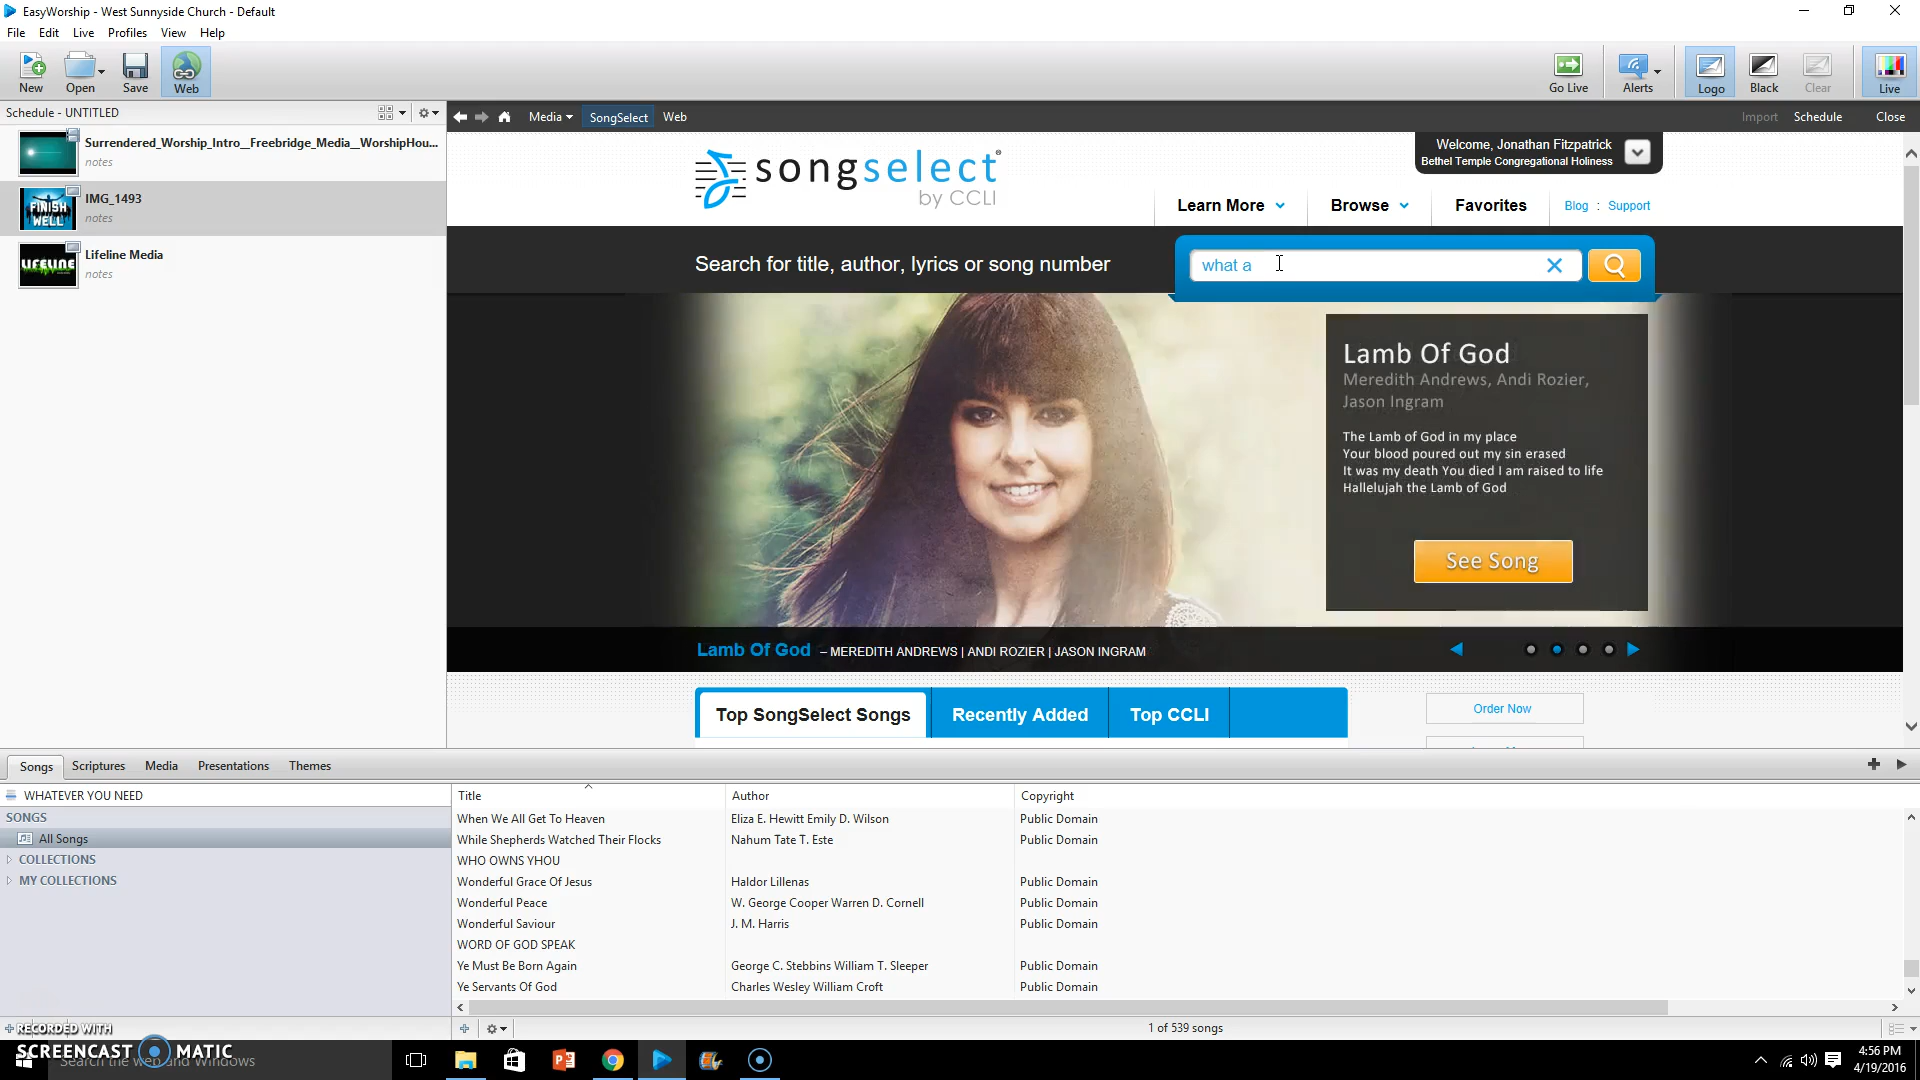 EasyWorship - West Sunnyside Church - Default
File Edit Live Profiles View Help
New Open Save Web Go Live Alerts Logo Black Clear Live
Schedule - UNTITLED
Surrendered_Worship_Intro__Freebridge_Media__WorshipHou...
notes
FINISH WELL
IMG_1493
notes
LIFELINE
Lifeline Media
notes
Media SongSelect Web Import Schedule Close
Welcome, Jonathan Fitzpatrick
Bethel Temple Congregational Holiness
songselect®
by CCLI
Learn More Browse Favorites Blog : Support
Search for title, author, lyrics or song number
what a
Lamb Of God
Meredith Andrews, Andi Rozier,
Jason Ingram
The Lamb of God in my place
Your blood poured out my sin erased
It was my death You died I am raised to life
Hallelujah the Lamb of God
See Song
Lamb Of God – MEREDITH ANDREWS | ANDI ROZIER | JASON INGRAM
Top SongSelect Songs Recently Added Top CCLI
Order Now
Songs Scriptures Media Presentations Themes
WHATEVER YOU NEED
SONGS
All Songs
COLLECTIONS
MY COLLECTIONS
Title Author Copyright
When We All Get To Heaven Eliza E. Hewitt Emily D. Wilson Public Domain
While Shepherds Watched Their Flocks Nahum Tate T. Este Public Domain
WHO OWNS YHOU
Wonderful Grace Of Jesus Haldor Lillenas Public Domain
Wonderful Peace W. George Cooper Warren D. Cornell Public Domain
Wonderful Saviour J. M. Harris Public Domain
WORD OF GOD SPEAK
Ye Must Be Born Again George C. Stebbins William T. Sleeper Public Domain
Ye Servants Of God Charles Wesley William Croft Public Domain
1 of 539 songs
RECORDED WITH
SCREENCAST MATIC
Search the web and Windows
4:56 PM
4/19/2016